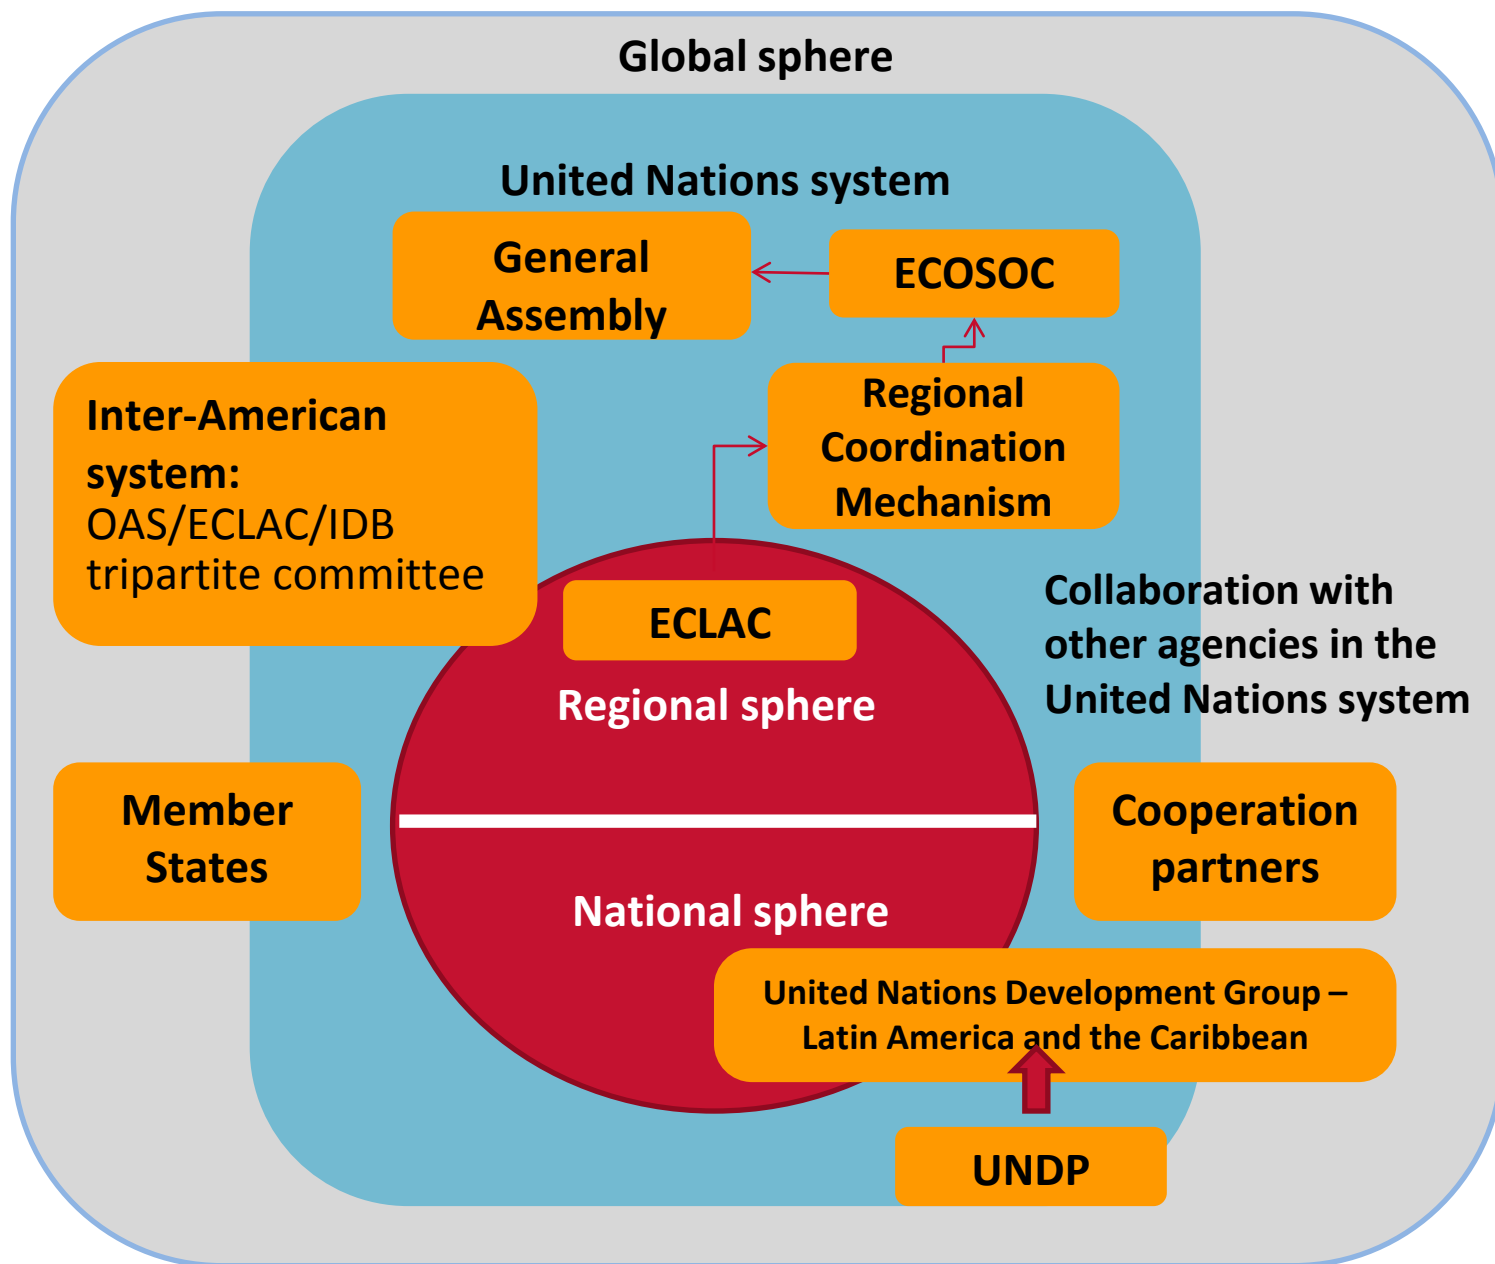 Global sphere
United Nations system
General
Assembly
ECOSOC
Regional
Coordination
Mechanism
Inter-American
system:
OAS/ECLAC/IDB
tripartite committee
ECLAC
Regional sphere
Collaboration with
other agencies in the
United Nations system
Member
States
Cooperation
partners
National sphere
United Nations Development Group –
Latin America and the Caribbean
UNDP